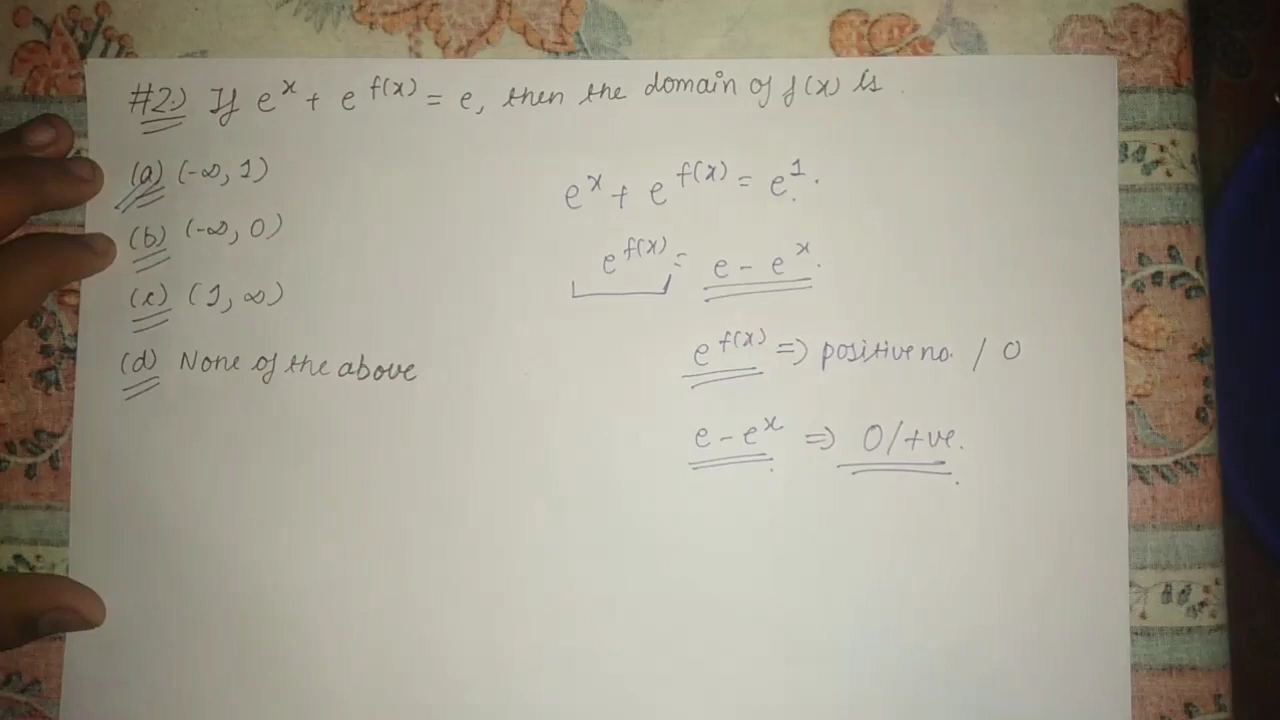 #2.) If e^x + e^f(x) = e, then the domain of f(x) is
(a) (-∞, 1)
(b) (-∞, 0)
(c) (1, ∞)
(d) None of the above
e^x + e^f(x) = e^1.
e^f(x) = e - e^x.
e^f(x) => positive no. / 0
e - e^x => 0/+ve.